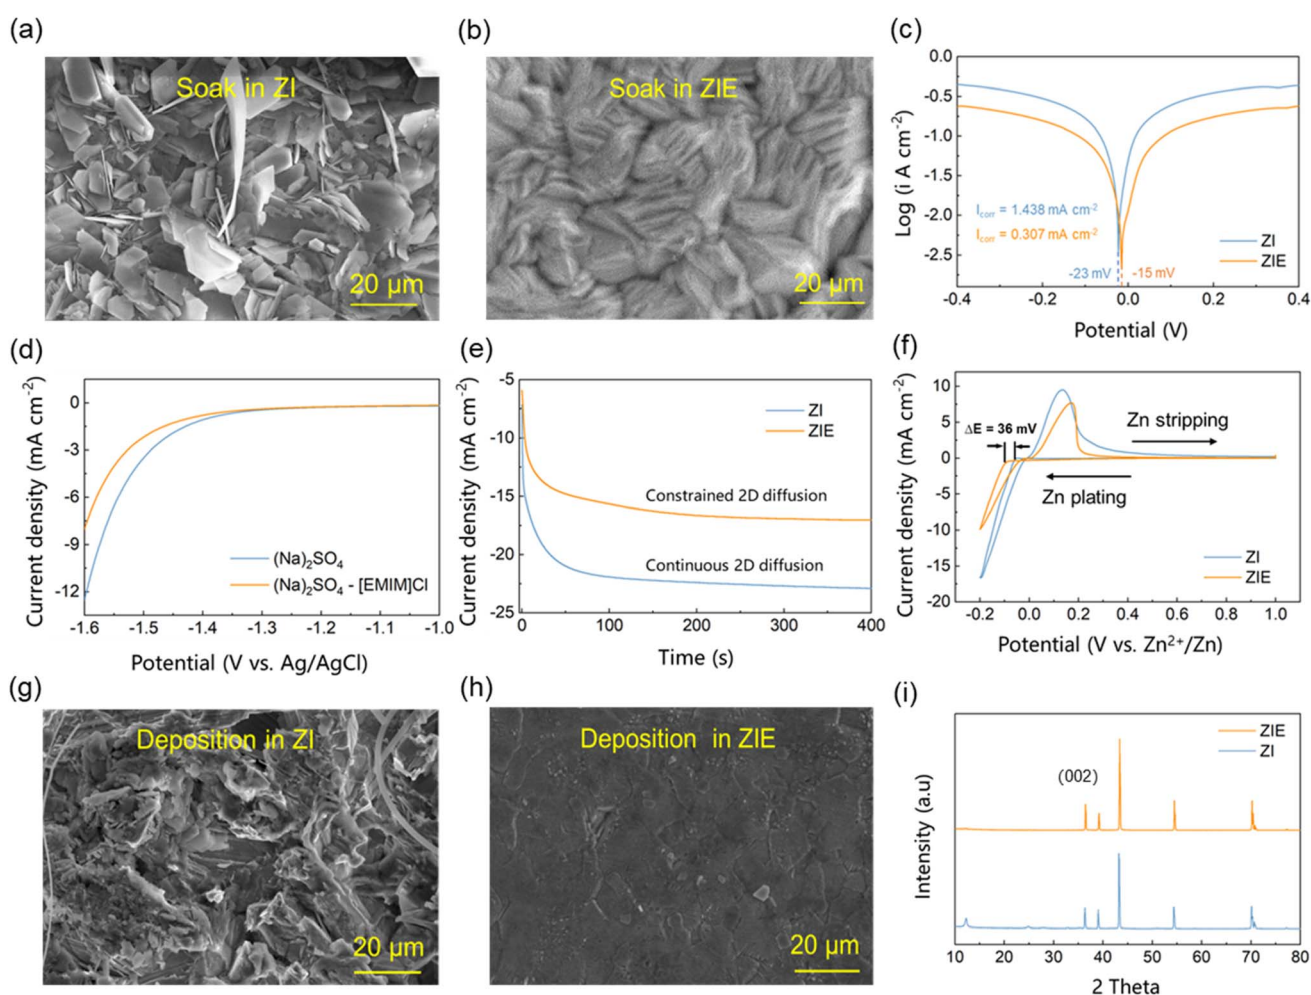 (a)
Soak in ZI
20 μm
(b)
Soak in ZIE
20 μm
(c)
Log (i A cm⁻²)
0.0
-0.5
-1.0
-1.5
-2.0
-2.5
I_corr = 1.438 mA cm⁻²
I_corr = 0.307 mA cm⁻²
ZI
ZIE
-23 mV
-15 mV
-0.4 -0.2 0.0 0.2 0.4
Potential (V)
(d)
Current density (mA cm⁻²)
0
-3
-6
-9
-12
(Na)₂SO₄
(Na)₂SO₄ - [EMIM]Cl
-1.6 -1.5 -1.4 -1.3 -1.2 -1.1 -1.0
Potential (V vs. Ag/AgCl)
(e)
Current density (mA cm⁻²)
-5
-10
-15
-20
-25
ZI
ZIE
Constrained 2D diffusion
Continuous 2D diffusion
0 100 200 300 400
Time (s)
(f)
Current density (mA cm⁻²)
10
5
0
-5
-10
-15
-20
ΔE = 36 mV
Zn stripping
Zn plating
ZI
ZIE
-0.2 0.0 0.2 0.4 0.6 0.8 1.0
Potential (V vs. Zn²⁺/Zn)
(g)
Deposition in ZI
20 μm
(h)
Deposition in ZIE
20 μm
(i)
Intensity (a.u)
ZIE
ZI
(002)
10 20 30 40 50 60 70 80
2 Theta